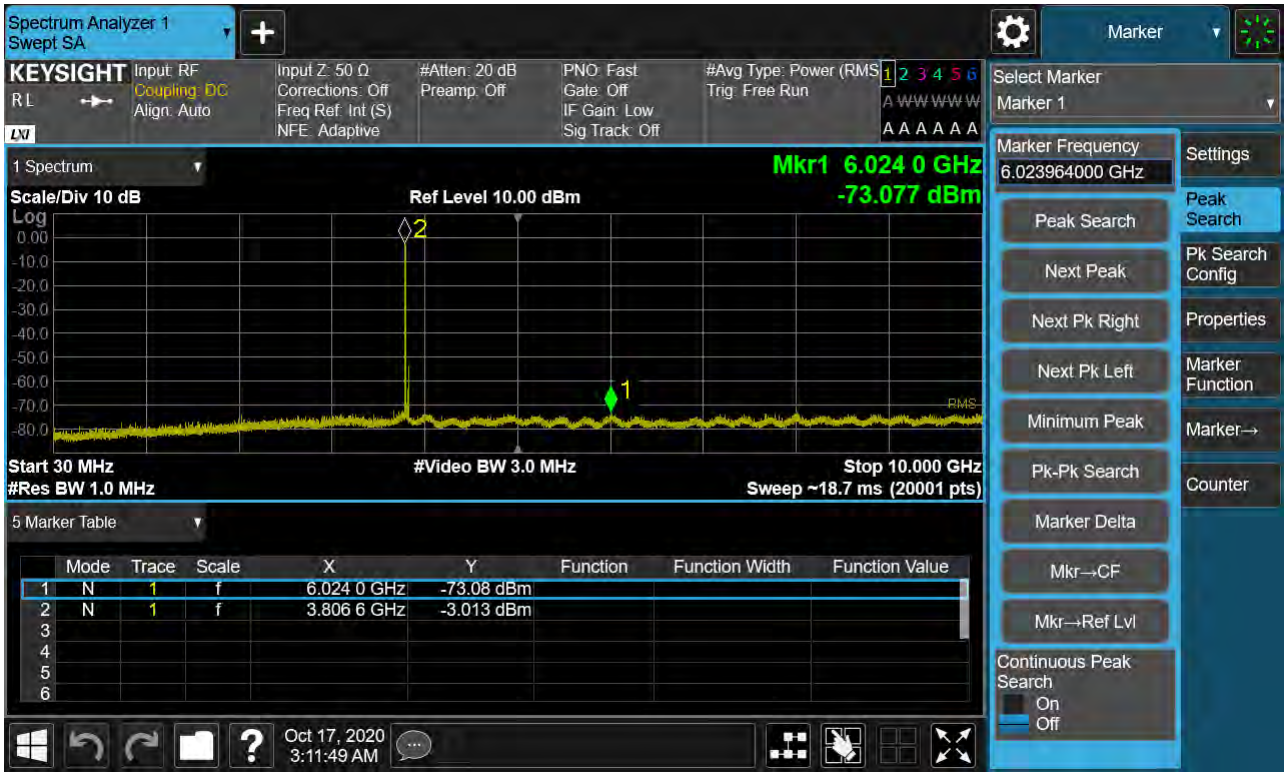 Spectrum Analyzer 1
Swept SA
+
Marker
KEYSIGHT
RL
LXI
Input: RF
Coupling: DC
Align: Auto
Input Z: 50 Ω
Corrections: Off
Freq Ref: Int (S)
NFE: Adaptive
#Atten: 20 dB
Preamp: Off
PNO: Fast
Gate: Off
IF Gain: Low
Sig Track: Off
#Avg Type: Power (RMS
Trig: Free Run
1 2 3 4 5 6
A W W W W W
A A A A A A
Select Marker
Marker 1
1 Spectrum
Mkr1 6.024 0 GHz
Scale/Div 10 dB
Ref Level 10.00 dBm
-73.077 dBm
Log
0.00
-10.0
-20.0
-30.0
-40.0
-50.0
-60.0
-70.0
-80.0
2
1
RMS
Start 30 MHz
#Video BW 3.0 MHz
Stop 10.000 GHz
#Res BW 1.0 MHz
Sweep ~18.7 ms (20001 pts)
5 Marker Table
Mode Trace Scale X Y Function Function Width Function Value
1 N 1 f 6.024 0 GHz -73.08 dBm
2 N 1 f 3.806 6 GHz -3.013 dBm
3
4
5
6
Marker Frequency
6.023964000 GHz
Peak Search
Next Peak
Next Pk Right
Next Pk Left
Minimum Peak
Pk-Pk Search
Marker Delta
Mkr→CF
Mkr→Ref Lvl
Continuous Peak
Search
On
Off
Settings
Peak
Search
Pk Search
Config
Properties
Marker
Function
Marker→
Counter
?
Oct 17, 2020
3:11:49 AM